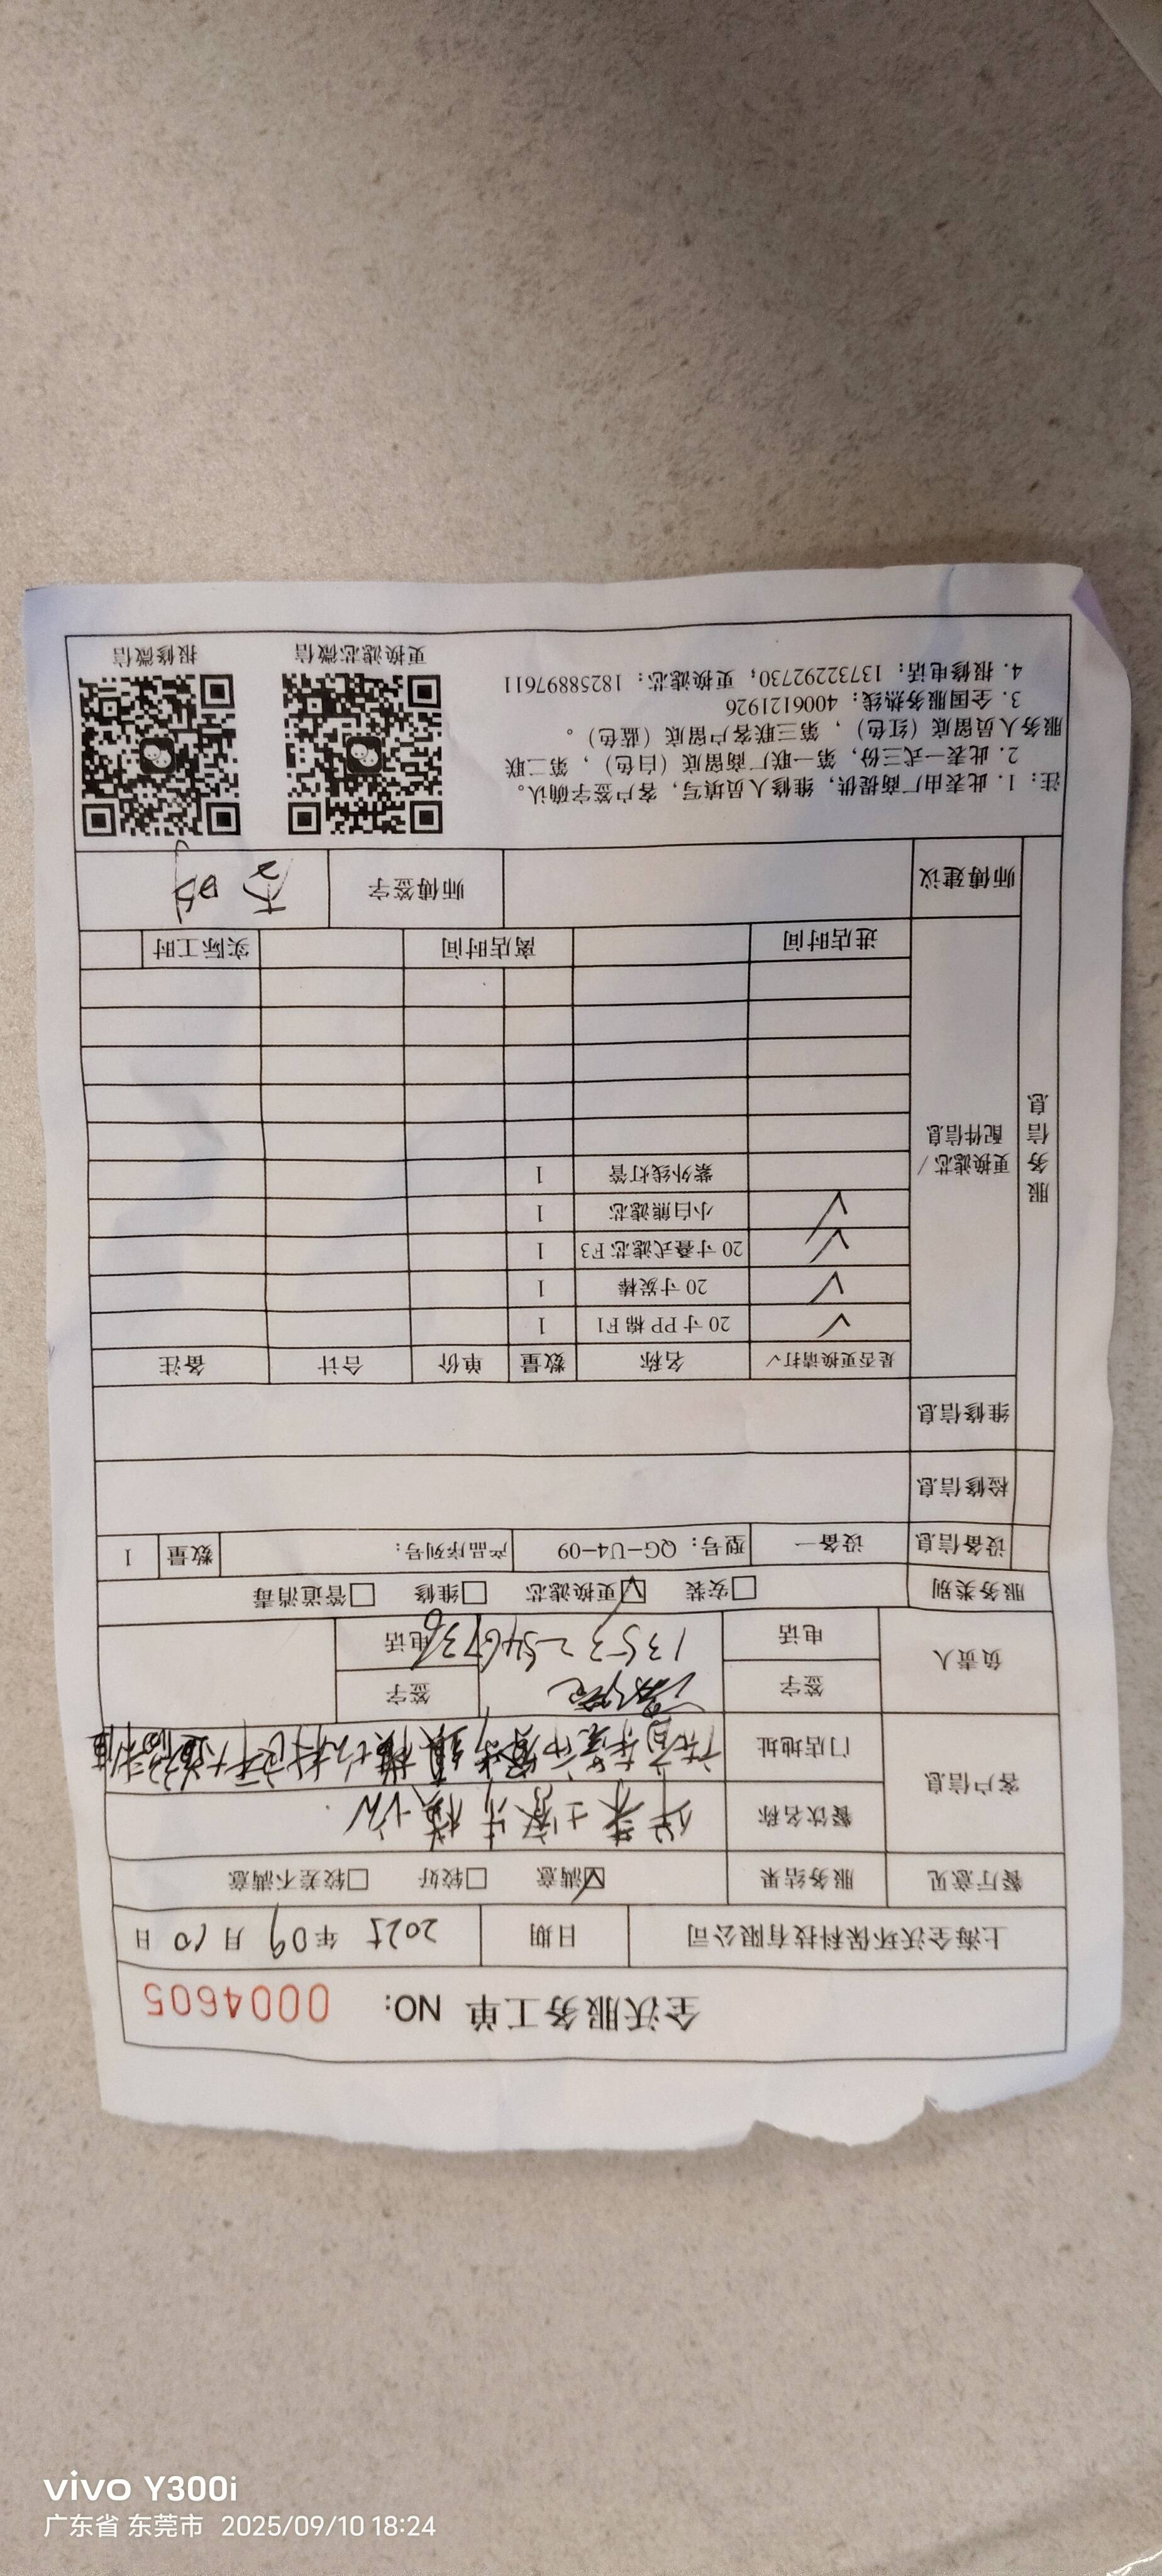 全沃服务工单 NO: 0004605
上海全沃环保科技有限公司 日期 2025年09月10日
餐厅意见 服务结果 ☑满意 □较好 □较差不满意
客户信息 餐饮名称
门店地址
负责人 签字 签字
电话 电话
服务类别 □安装 ☑更换滤芯 □维修 □管道消毒
设备信息 设备一 型号: QG-U4-09 产品序列号: 数量 1
检修信息
服务信息
维修信息
更换滤芯/配件信息
是否更换请打√ 名称 数量 单价 合计 备注
√ 20寸PP棉F1 1
√ 20寸炭棒 1
√ 20寸叠式滤芯F3 1
√ 小白熊滤芯 1
紫外线灯管 1
进店时间 离店时间 实际工时
师傅建议 师傅签字
注: 1. 此表由厂商提供, 维修人员填写, 客户签字确认。
2. 此表一式三份, 第一联厂商留底 (白色) , 第二联
服务人员留底 (红色) , 第三联客户留底 (蓝色) 。
3. 全国服务热线: 4006121926
4. 报修电话: 13732292730; 更换滤芯: 18258897611
更换滤芯微信 报修微信
vivo Y300i
广东省 东莞市 2025/09/10 18:24